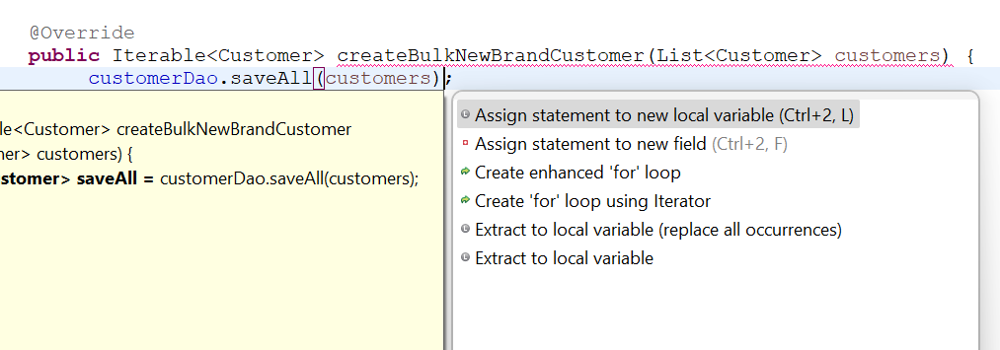 @Override
public Iterable<Customer> createBulkNewBrandCustomer(List<Customer> customers) {
customerDao.saveAll(customers);
le<Customer> createBulkNewBrandCustomer
ner> customers) {
stomer> saveAll = customerDao.saveAll(customers);
Assign statement to new local variable (Ctrl+2, L)
Assign statement to new field (Ctrl+2, F)
Create enhanced 'for' loop
Create 'for' loop using Iterator
Extract to local variable (replace all occurrences)
Extract to local variable